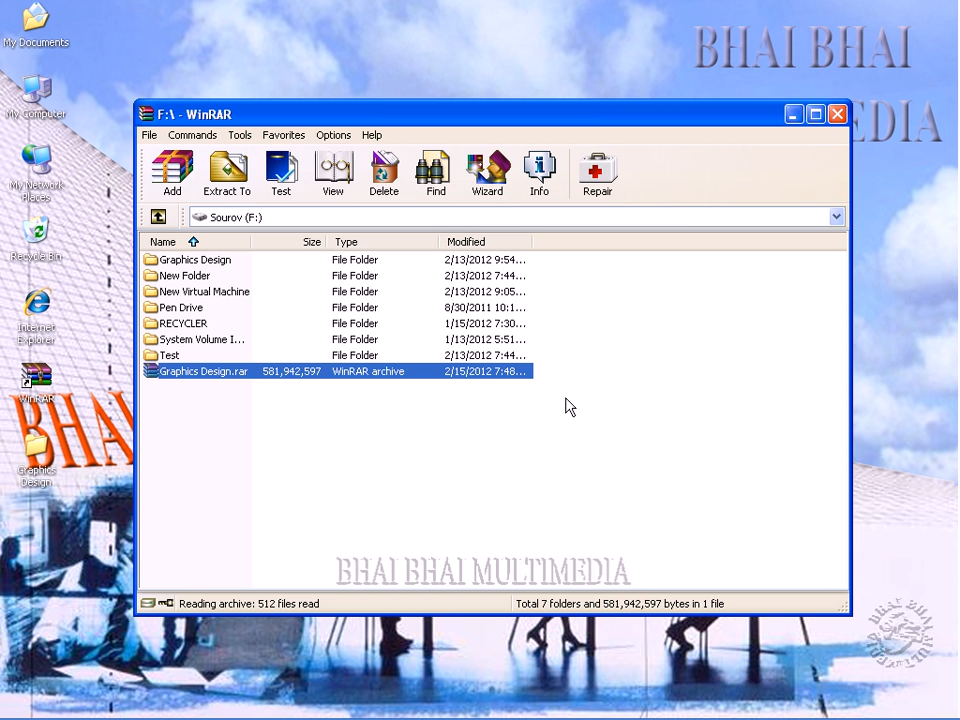 My Documents
My Computer
My Network
Places
Recycle Bin
Internet
Explorer
WinRAR
Graphics
Design
BHAI BHAI
EDIA
BHA
F:\ - WinRAR
File Commands Tools Favorites Options Help
Add Extract To Test View Delete Find Wizard Info Repair
Sourov (F:)
Name Size Type Modified
Graphics Design File Folder 2/13/2012 9:54...
New Folder File Folder 2/13/2012 7:44...
New Virtual Machine File Folder 2/13/2012 9:05...
Pen Drive File Folder 8/30/2011 10:1...
RECYCLER File Folder 1/15/2012 7:30...
System Volume I... File Folder 1/13/2012 5:51...
Test File Folder 2/13/2012 7:44...
Graphics Design.rar 581,942,597 WinRAR archive 2/15/2012 7:48...
BHAI BHAI MULTIMEDIA
Reading archive: 512 files read Total 7 folders and 581,942,597 bytes in 1 file